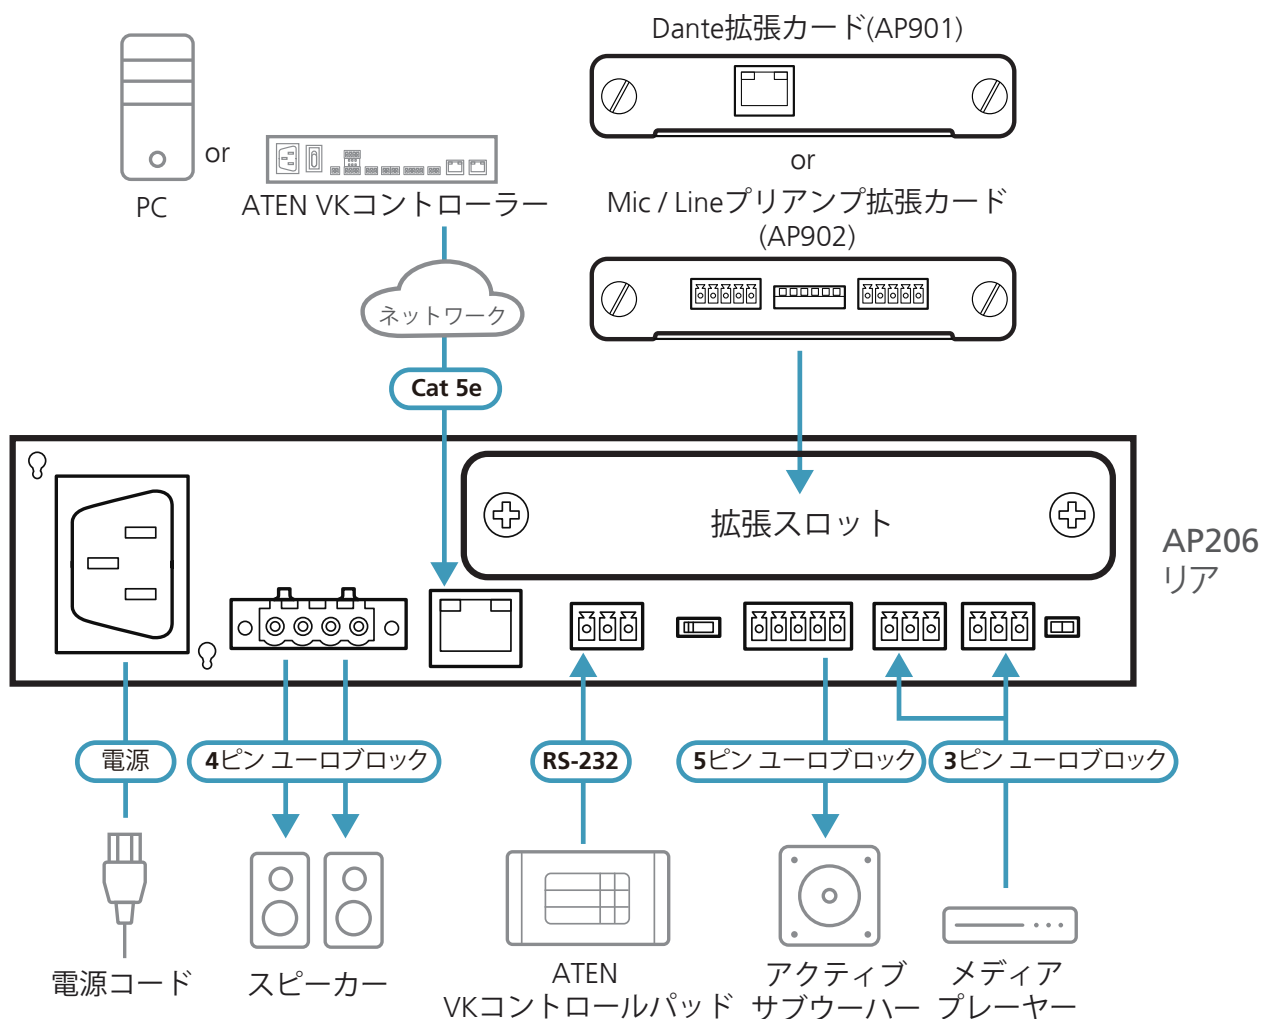 Dante拡張カード(AP901)
or
PC
ATEN VKコントローラー
or
Mic / Lineプリアンプ拡張カード
(AP902)
ネットワーク
Cat 5e
拡張スロット
AP206
リア
電源
4ピン ユーロブロック
RS-232
5ピン ユーロブロック
3ピン ユーロブロック
電源コード
スピーカー
ATEN
VKコントロールパッド
アクティブ
サブウーハー
メディア
プレーヤー